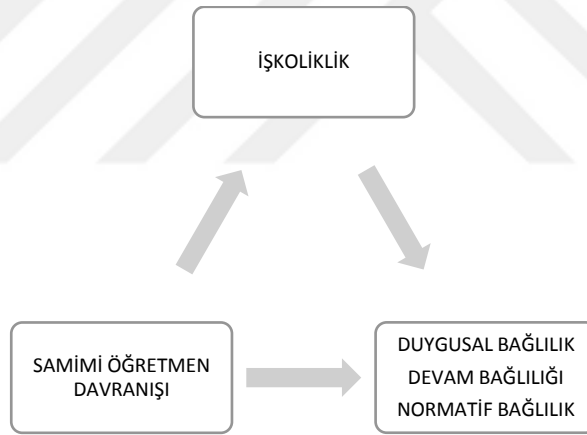 İŞKOLİKLİK
SAMİMİ ÖĞRETMEN
DAVRANIŞI
DUYGUSAL BAĞLILIK
DEVAM BAĞLILIĞI
NORMATİF BAĞLILIK